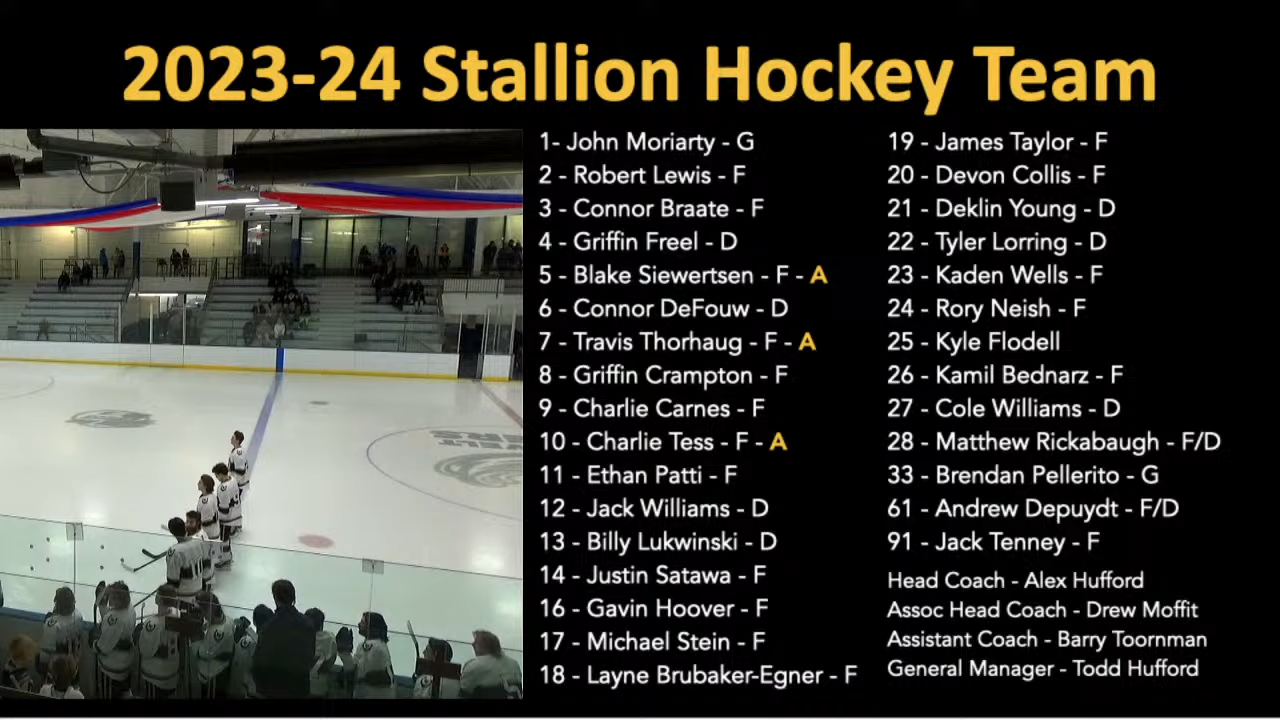 2023-24 Stallion Hockey Team
1- John Moriarty - G
2 - Robert Lewis - F
3 - Connor Braate - F
4 - Griffin Freel - D
5 - Blake Siewertsen - F - A
6 - Connor DeFouw - D
7 - Travis Thorhaug - F - A
8 - Griffin Crampton - F
9 - Charlie Carnes - F
10 - Charlie Tess - F - A
11 - Ethan Patti - F
12 - Jack Williams - D
13 - Billy Lukwinski - D
14 - Justin Satawa - F
16 - Gavin Hoover - F
17 - Michael Stein - F
18 - Layne Brubaker-Egner - F
19 - James Taylor - F
20 - Devon Collis - F
21 - Deklin Young - D
22 - Tyler Lorring - D
23 - Kaden Wells - F
24 - Rory Neish - F
25 - Kyle Flodell
26 - Kamil Bednarz - F
27 - Cole Williams - D
28 - Matthew Rickabaugh - F/D
33 - Brendan Pellerito - G
61 - Andrew Depuydt - F/D
91 - Jack Tenney - F
Head Coach - Alex Hufford
Assoc Head Coach - Drew Moffit
Assistant Coach - Barry Toornman
General Manager - Todd Hufford